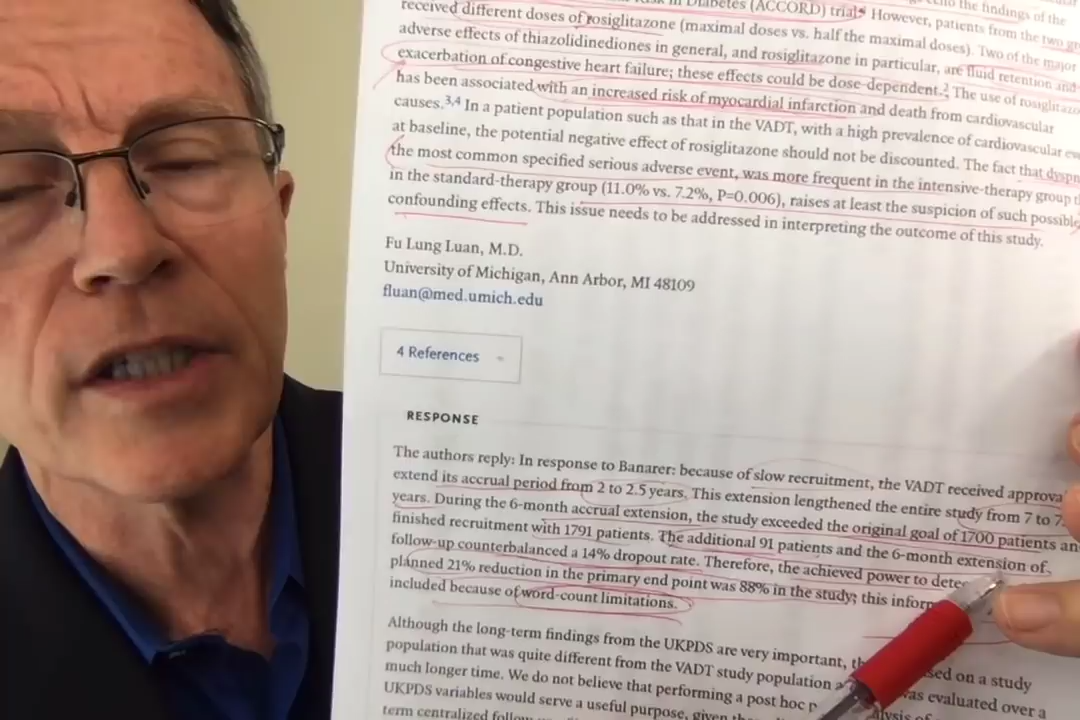 echo the findings of the
in Diabetes (ACCORD) trial. However, patients from the two
received different doses of rosiglitazone (maximal doses vs. half the maximal doses). Two of the major
adverse effects of thiazolidinediones in general, and rosiglitazone in particular, are fluid retention and
exacerbation of congestive heart failure; these effects could be dose-dependent.2 The use of
has been associated with an increased risk of myocardial infarction and death from cardiovascular
causes.3,4 In a patient population such as that in the VADT, with a high prevalence of cardiovascular
at baseline, the potential negative effect of rosiglitazone should not be discounted. The fact that
the most common specified serious adverse event, was more frequent in the intensive-therapy group
in the standard-therapy group (11.0% vs. 7.2%, P=0.006), raises at least the suspicion of such possible
confounding effects. This issue needs to be addressed in interpreting the outcome of this study.
Fu Lung Luan, M.D.
University of Michigan, Ann Arbor, MI 48109
fluan@med.umich.edu
4 References
RESPONSE
The authors reply: In response to Banarer: because of slow recruitment, the VADT received
extend its accrual period from 2 to 2.5 years. This extension lengthened the entire study from 7 to
years. During the 6-month accrual extension, the study exceeded the original goal of 1700 patients
finished recruitment with 1791 patients. The additional 91 patients and the 6-month extension of
follow-up counterbalanced a 14% dropout rate. Therefore, the achieved power to
planned 21% reduction in the primary end point was 88% in the study; this
included because of word-count limitations.
Although the long-term findings from the UKPDS are very important, on a study
population that was quite different from the VADT study population was evaluated over a
much longer time. We do not believe that performing a post hoc
UKPDS variables would serve a useful purpose, given
term centralized